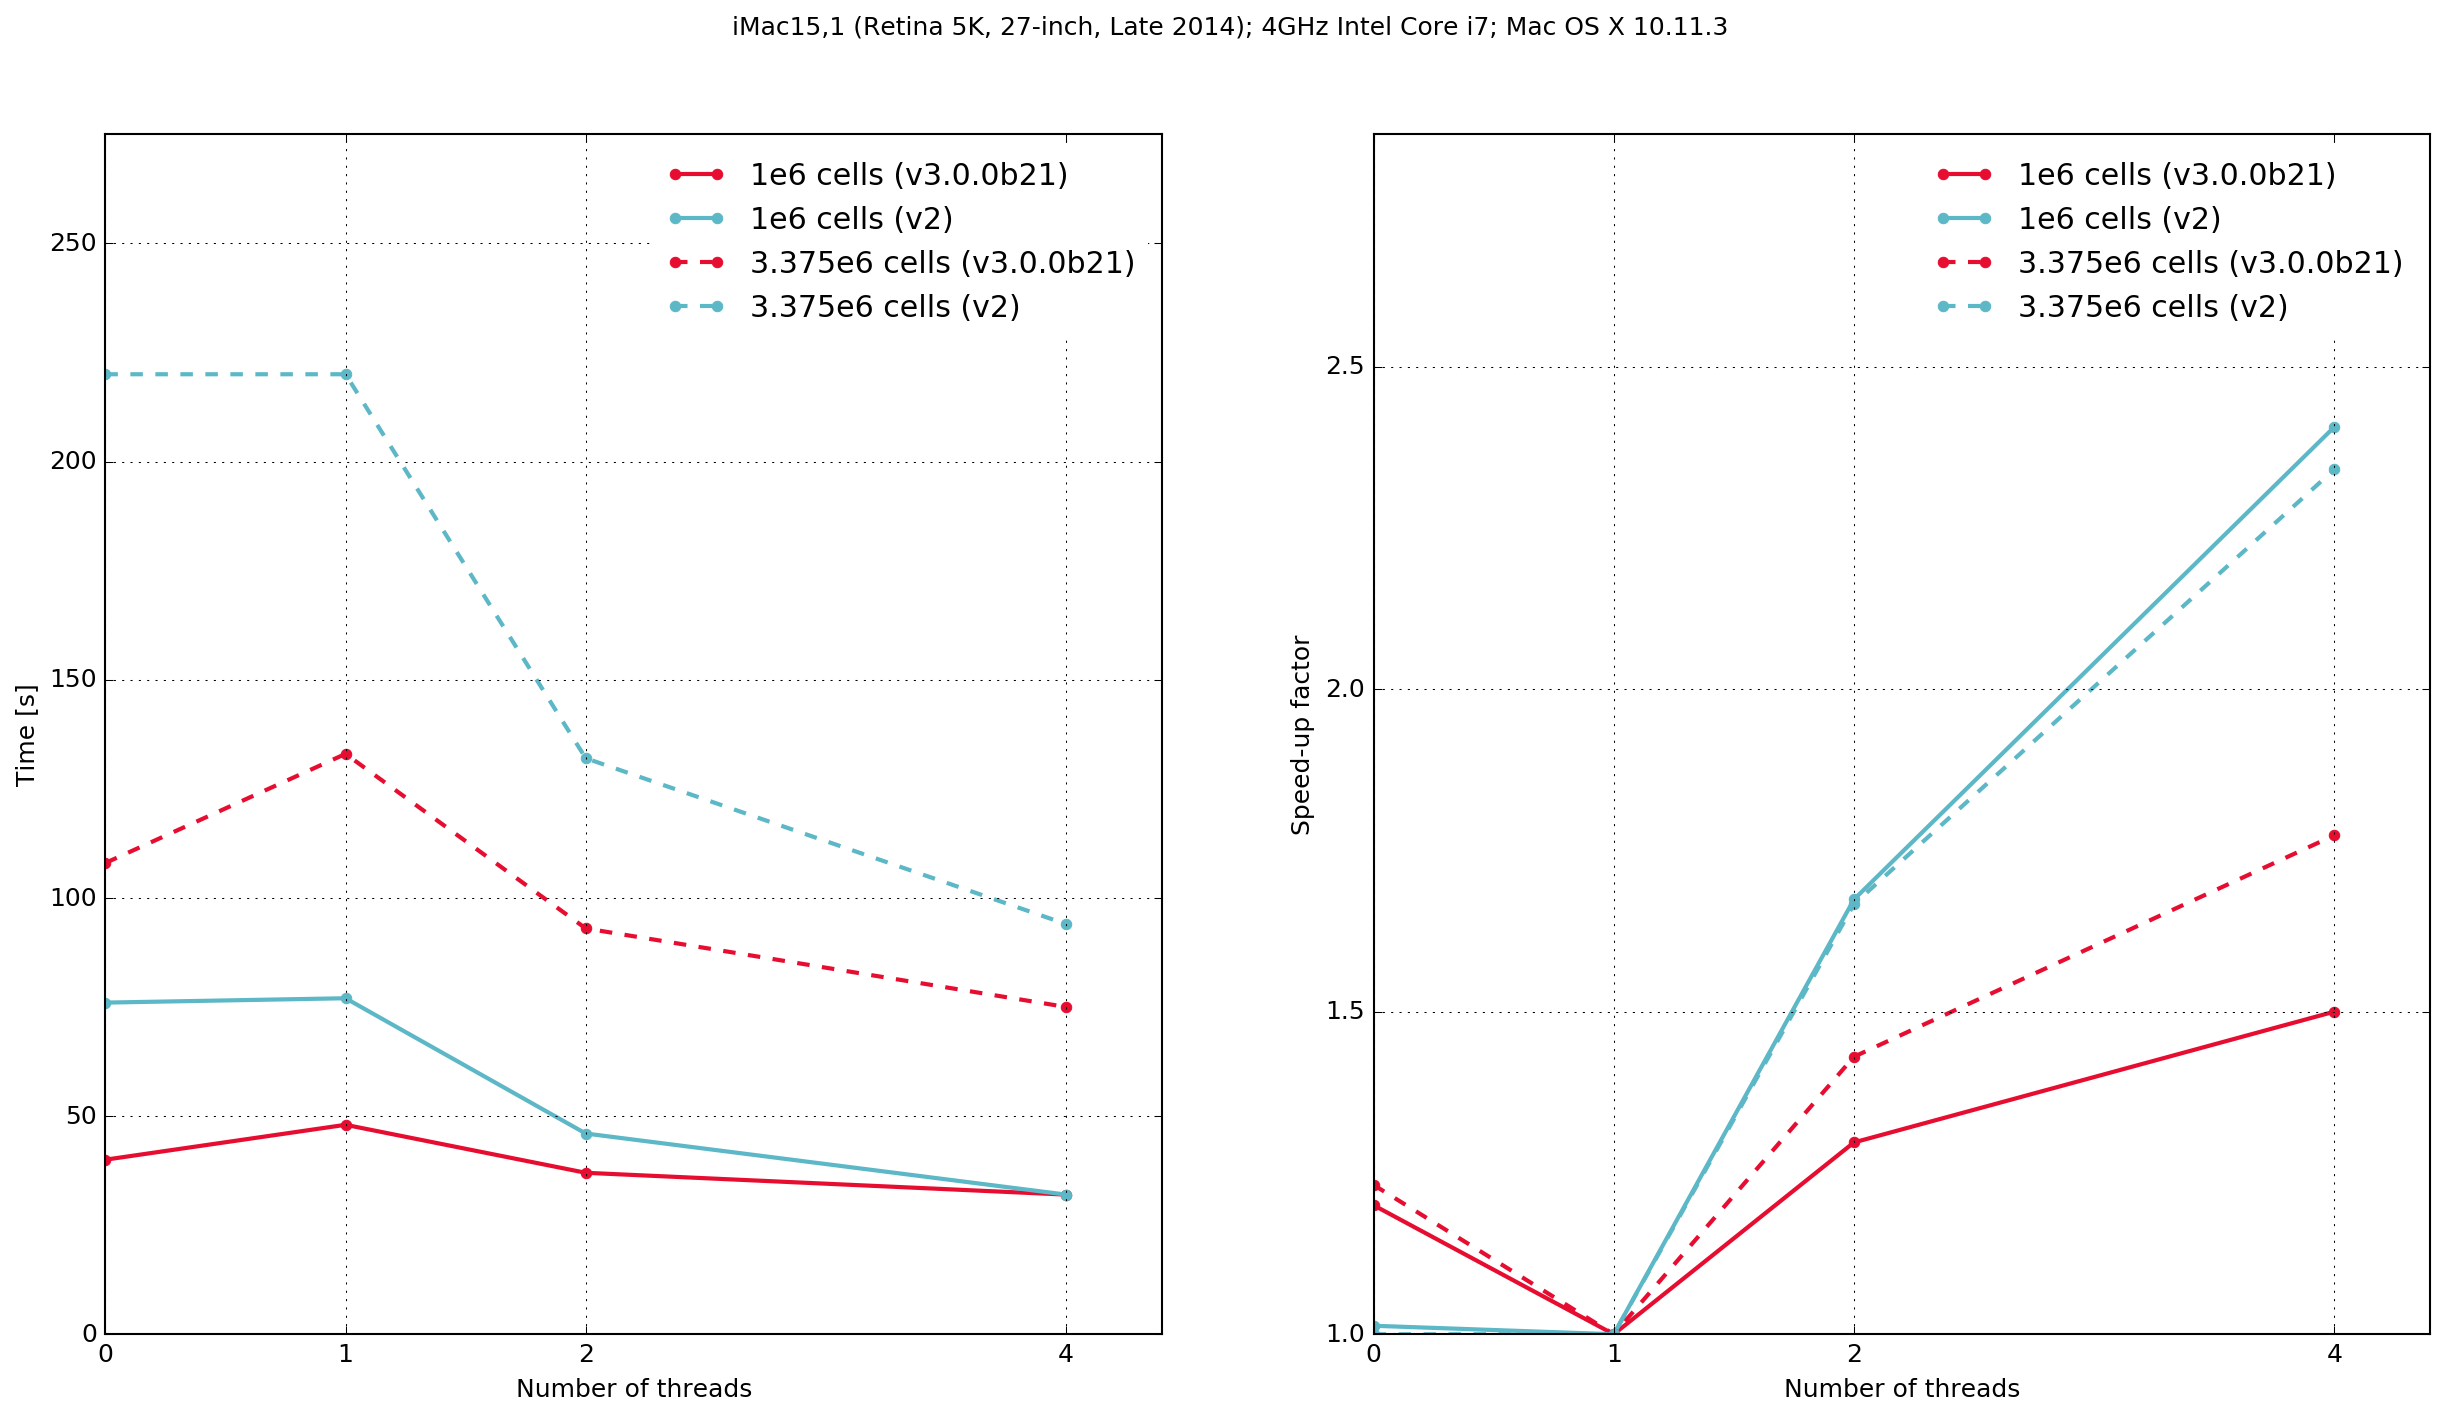 iMac15,1 (Retina 5K, 27-inch, Late 2014); 4GHz Intel Core i7; Mac OS X 10.11.3
1e6 cells (v3.0.0b21)
1e6 cells (v2)
3.375e6 cells (v3.0.0b21)
3.375e6 cells (v2)
250
200
150
100
50
0
Time [s]
0 1 2 4
Number of threads
1e6 cells (v3.0.0b21)
1e6 cells (v2)
3.375e6 cells (v3.0.0b21)
3.375e6 cells (v2)
2.5
2.0
1.5
1.0
Speed-up factor
0 1 2 4
Number of threads